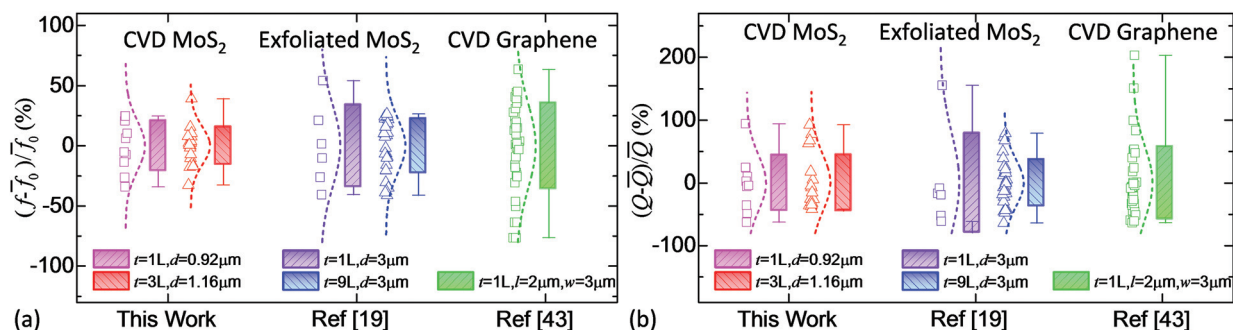 CVD MoS2 Exfoliated MoS2 CVD Graphene
(f-f̄0)/f̄0 (%)
100
50
0
-50
-100
t=1L,d=0.92μm t=1L,d=3μm
t=3L,d=1.16μm t=9L,d=3μm t=1L,l=2μm,w=3μm
This Work Ref [19] Ref [43]
(a)
CVD MoS2 Exfoliated MoS2 CVD Graphene
(Q-Q̄)/Q̄ (%)
200
100
0
-100
t=1L,d=0.92μm t=1L,d=3μm
t=3L,d=1.16μm t=9L,d=3μm t=1L,l=2μm,w=3μm
This Work Ref [19] Ref [43]
(b)